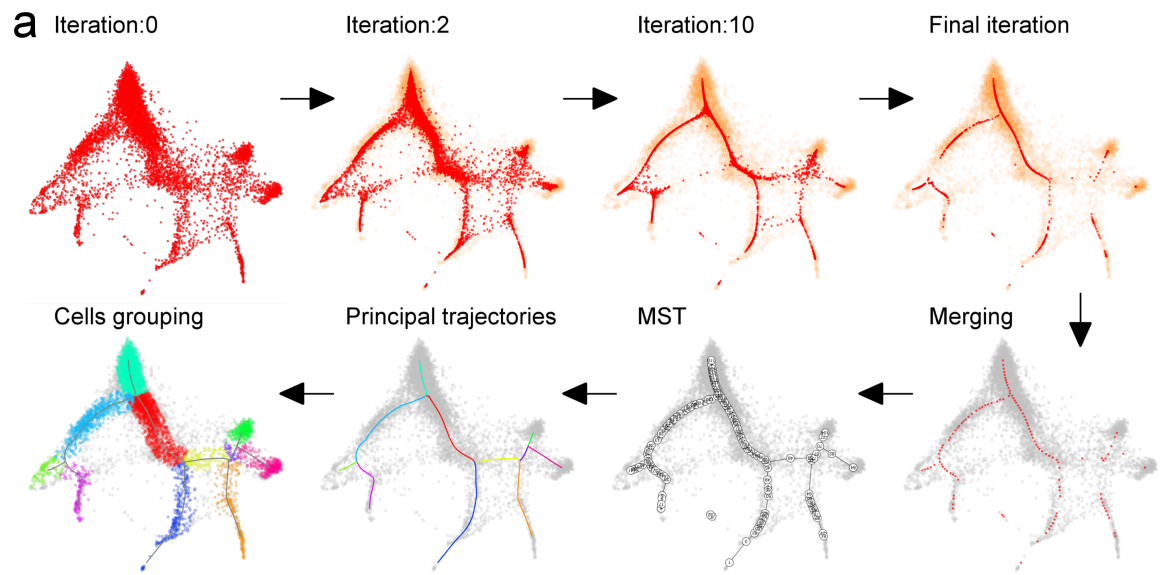 a
Iteration:0
Iteration:2
Iteration:10
Final iteration
Cells grouping
Principal trajectories
MST
Merging